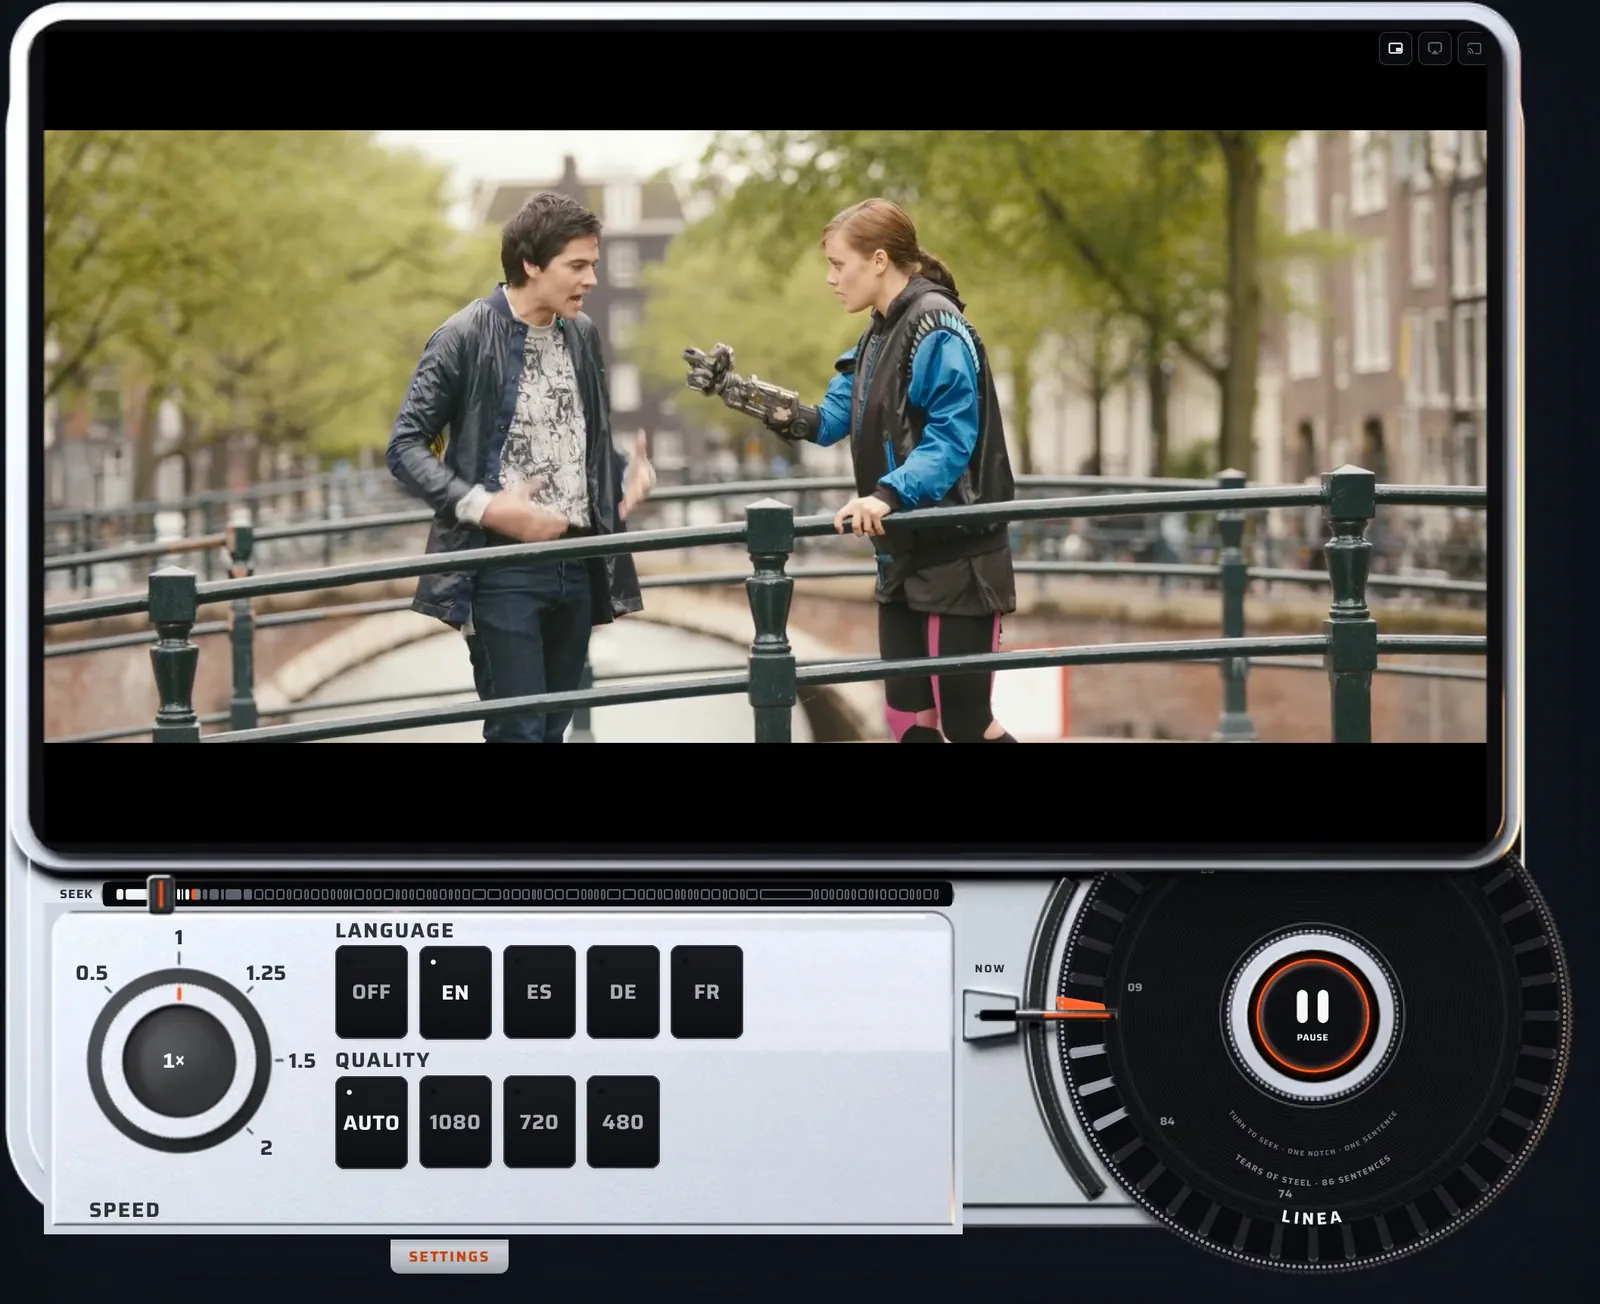 SEEK
1
0.5
1.25
1×
1.5
2
SPEED
LANGUAGE
OFF
EN
ES
DE
FR
QUALITY
AUTO
1080
720
480
SETTINGS
NOW
09
84
74
PAUSE
TURN TO SEEK · ONE NOTCH · ONE SENTENCE
TEARS OF STEEL · 86 SENTENCES
LINEA